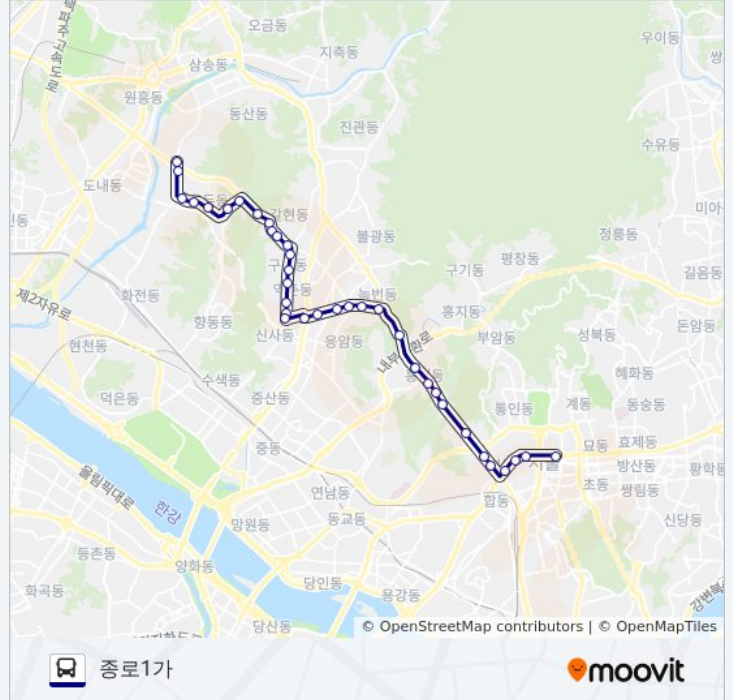 오금동
우이동
지축동
삼송동
원흥동
동산동
진관동
수유동
도내동
갈현동
미아
정릉동
불광동
평창동
구기동
길음동
화전동
녹번동
제2자유로
향동동
신사동
홍지동
돈암동
응암동
부암동
성북동
현천동
혜화동
수색동
덕은동
증산동
통인동
계동
동숭동
중동
묘동
효제동
방산동
황학동
올림픽대로
한강
연남동
합동
초동
쌍림동
망원동
동교동
신당동
등촌동
양화동
당인동
화곡동
용강동
강변북
당산동
© OpenStreetMap contributors | © OpenMapTiles
종로1가
moovit